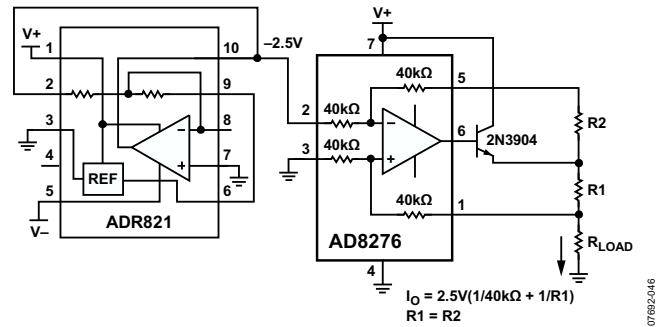 V+
1
10
–2.5V
2
9
3
8
4
7
5
6
REF
V–
ADR821
V+
7
40kΩ
5
2
40kΩ
3
40kΩ
6
2N3904
R2
R1
40kΩ
1
AD8276
4
RLOAD
IO = 2.5V(1/40kΩ + 1/R1)
R1 = R2
07692-046